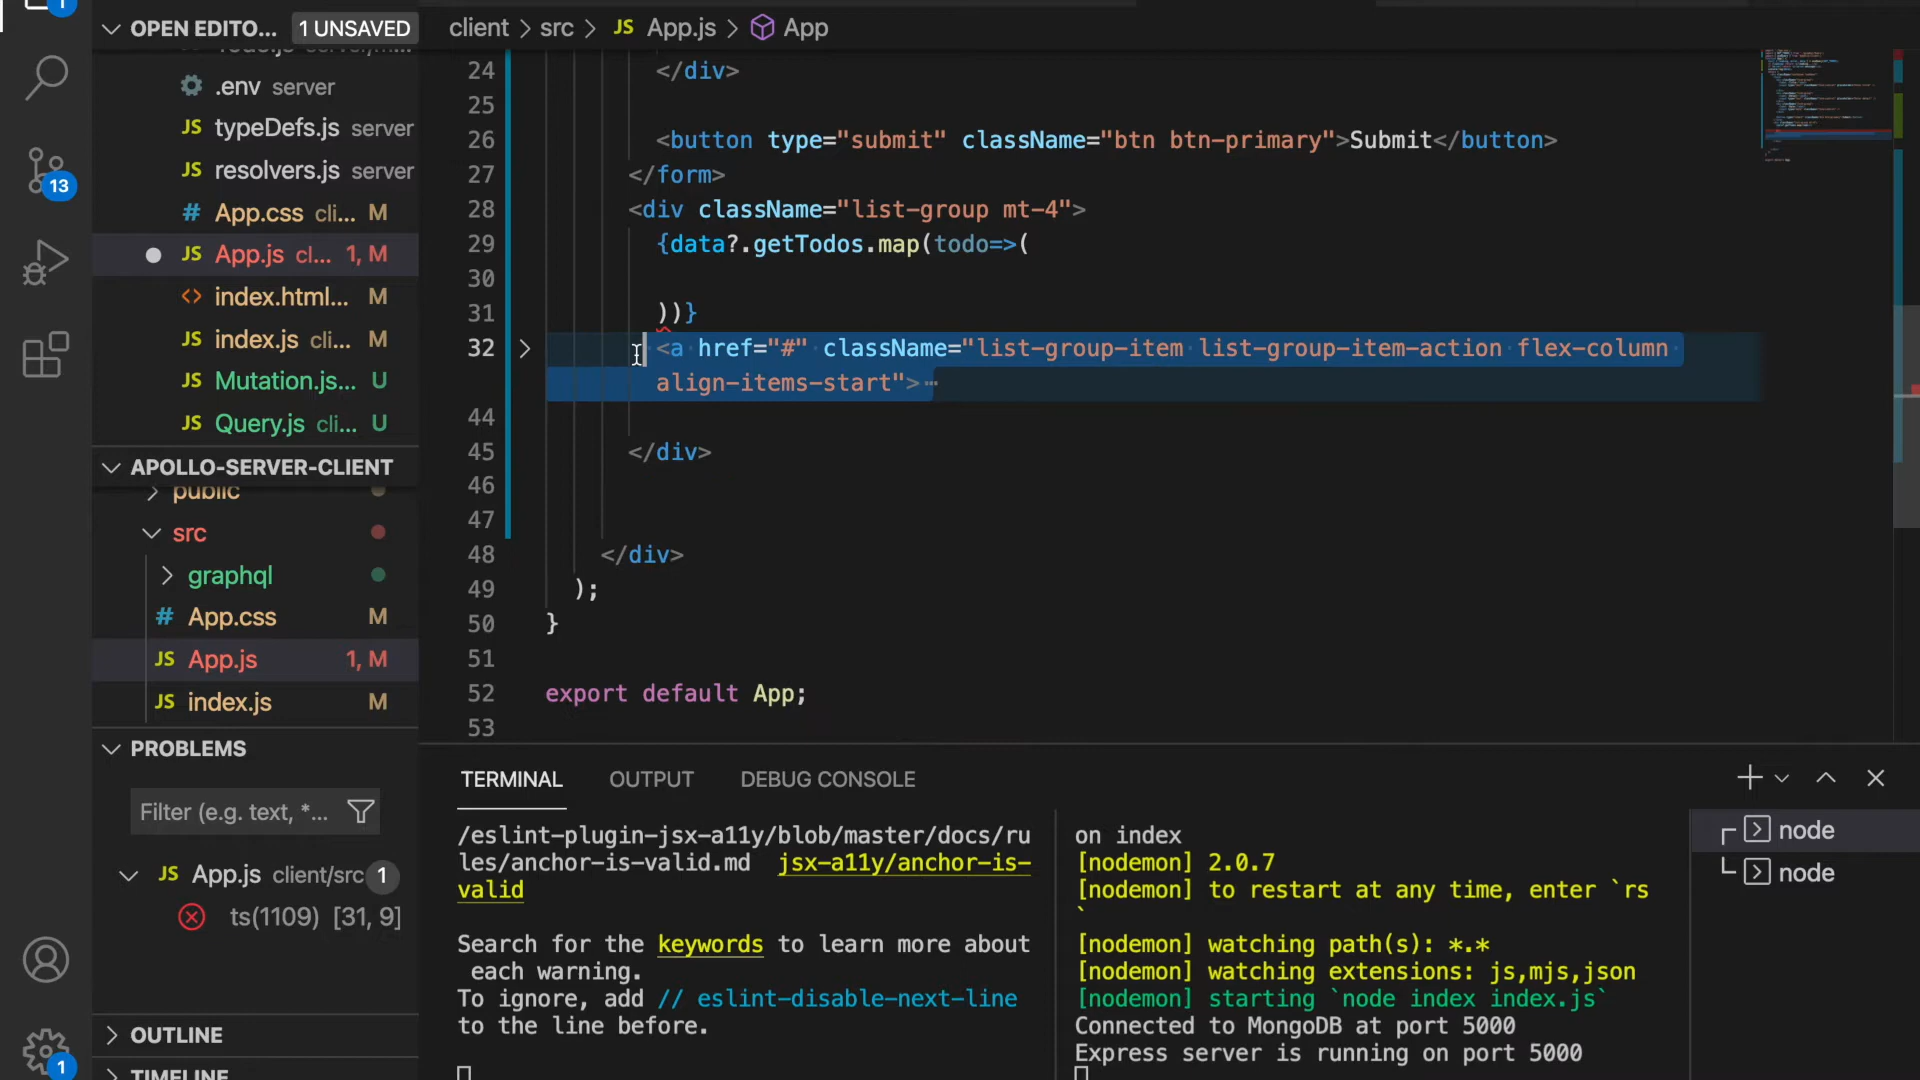 1
OPEN EDITO...
1 UNSAVED
client > src > JS App.js > App
.env server
JS typeDefs.js server
JS resolvers.js server
# App.css cli... M
JS App.js cl... 1, M
<> index.html... M
JS index.js cli... M
JS Mutation.js... U
JS Query.js cli... U
13
APOLLO-SERVER-CLIENT
public
src
graphql
# App.css M
JS App.js 1, M
JS index.js M
PROBLEMS
Filter (e.g. text, *...
JS App.js client/src 1
ts(1109) [31, 9]
OUTLINE
TIMELINE
1
24 </div>
25
26 <button type="submit" className="btn btn-primary">Submit</button>
27 </form>
28 <div className="list-group mt-4">
29 {data?.getTodos.map(todo=>(
30
31 ))}
32 <a href="#" className="list-group-item list-group-item-action flex-column
align-items-start">⋯
44
45 </div>
46
47
48 </div>
49 );
50 }
51
52 export default App;
53
TERMINAL OUTPUT DEBUG CONSOLE
/eslint-plugin-jsx-a11y/blob/master/docs/ru
les/anchor-is-valid.md jsx-a11y/anchor-is-
valid
Search for the keywords to learn more about
each warning.
To ignore, add // eslint-disable-next-line
to the line before.
on index
[nodemon] 2.0.7
[nodemon] to restart at any time, enter `rs
`
[nodemon] watching path(s): *.*
[nodemon] watching extensions: js,mjs,json
[nodemon] starting `node index index.js`
Connected to MongoDB at port 5000
Express server is running on port 5000
node
node